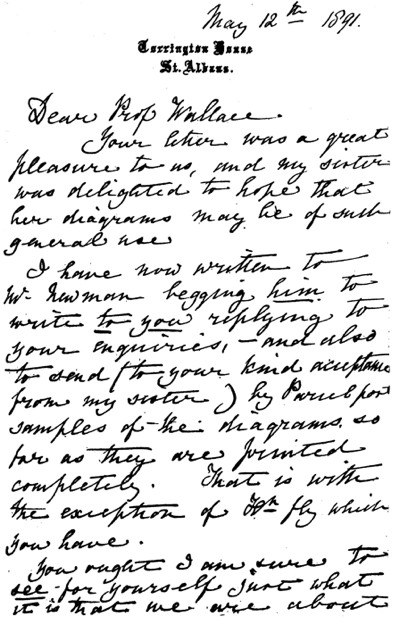 May 12th 1891.
Torrington House
St. Albans.
Dear Prof Wallace.
Your letter was a great
pleasure to us, and my sister
was delighted to hope that
her diagrams may be of such
general use
I have now written to
Mr. Newman begging him to
write to you replying to
your enquiries, – and also
to send (to your kind acceptance
from my sister) by Parcel post
samples of the diagrams, so
far as they are printed
completely. That is with
the exception of fly which
you have.
You ought I am sure to
see for yourself just what
it is that we are about